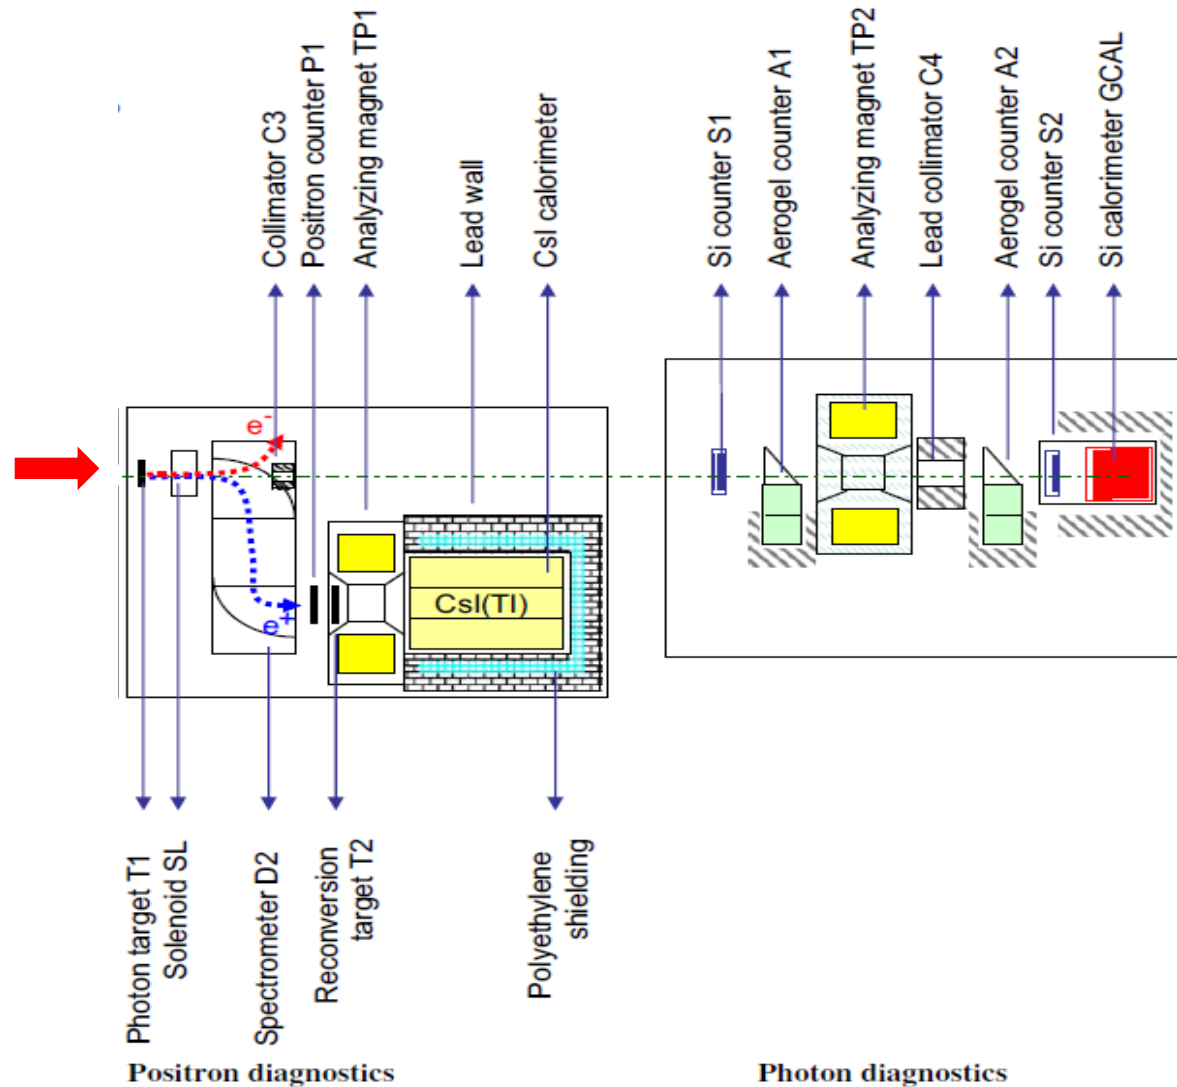 Collimator C3
Positron counter P1
Analyzing magnet TP1
Lead wall
CsI calorimeter
Si counter S1
Aerogel counter A1
Analyzing magnet TP2
Lead collimator C4
Aerogel counter A2
Si counter S2
Si calorimeter GCAL
e-
e+
CsI(Tl)
Photon target T1
Solenoid SL
Spectrometer D2
Reconversion
target T2
Polyethylene
shielding
Positron diagnostics
Photon diagnostics